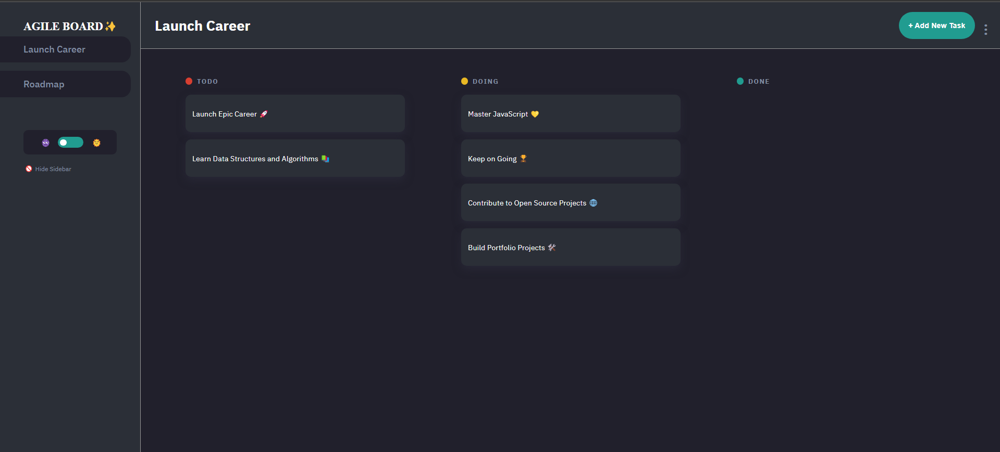 AGILE BOARD✨
Launch Career
Roadmap
🚫 Hide Sidebar
Launch Career
+ Add New Task
TODO
Launch Epic Career 🚀
Learn Data Structures and Algorithms 📚
DOING
Master JavaScript 💛
Keep on Going 🏆
Contribute to Open Source Projects 🌐
Build Portfolio Projects 🛠️
DONE